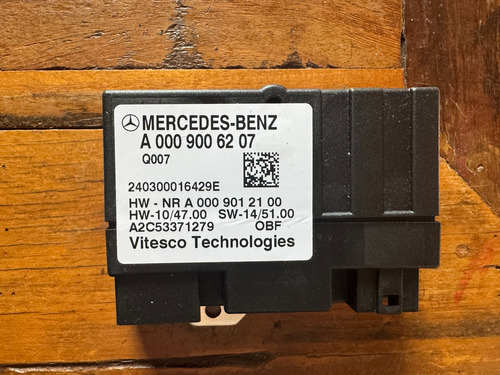 MERCEDES-BENZ
A 000 900 62 07
Q007
240300016429E
HW - NR A 000 901 21 00
HW-10/47.00 SW-14/51.00
A2C53371279 OBF
Vitesco Technologies